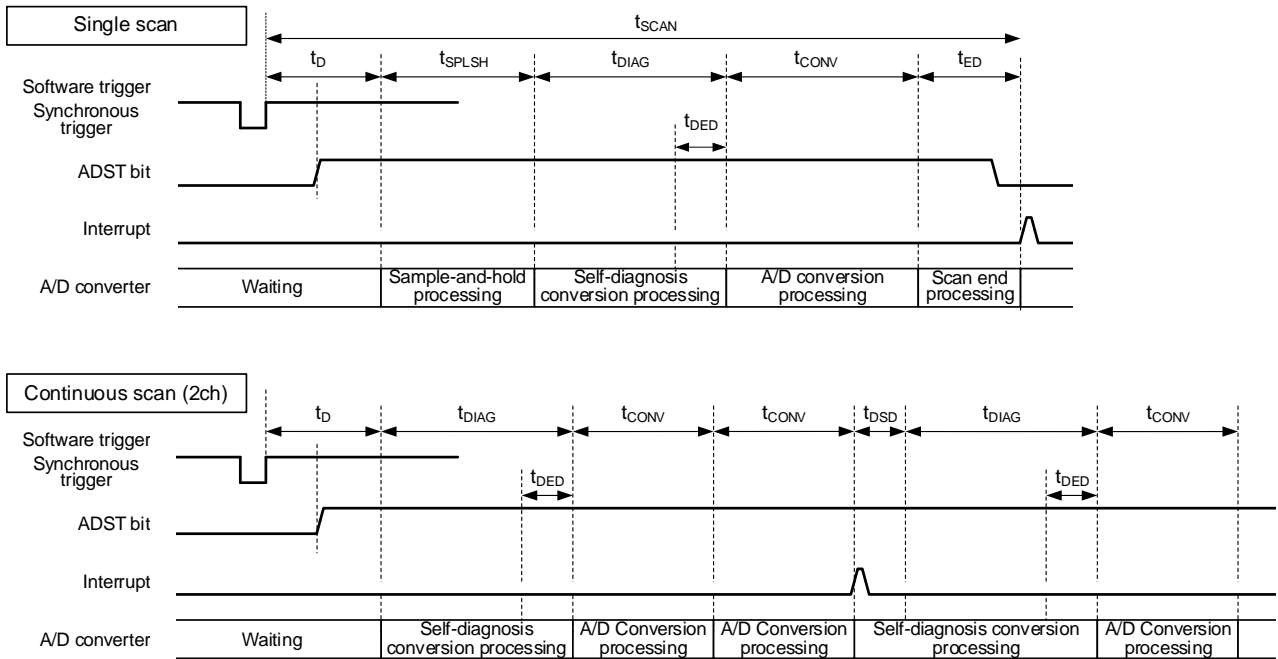 Single scan
tSCAN
tD
tSPLSH
tDIAG
tCONV
tED
Software trigger
Synchronous
trigger
tDED
ADST bit
Interrupt
A/D converter
Waiting
Sample-and-hold
processing
Self-diagnosis
conversion processing
A/D conversion
processing
Scan end
processing
Continuous scan (2ch)
tD
tDIAG
tCONV
tCONV
tDSD
tDIAG
tCONV
Software trigger
Synchronous
trigger
tDED
tDED
ADST bit
Interrupt
A/D converter
Waiting
Self-diagnosis
conversion processing
A/D Conversion
processing
A/D Conversion
processing
Self-diagnosis conversion
processing
A/D Conversion
processing